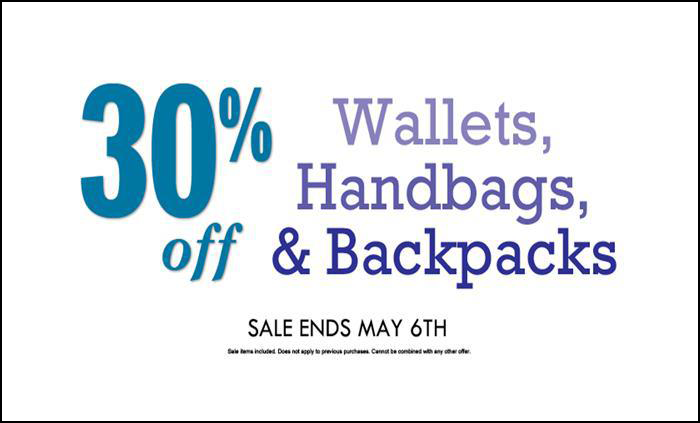 30% off
Wallets,
Handbags,
& Backpacks
SALE ENDS MAY 6TH
Sale items included. Does not apply to previous purchases. Cannot be combined with any other offer.